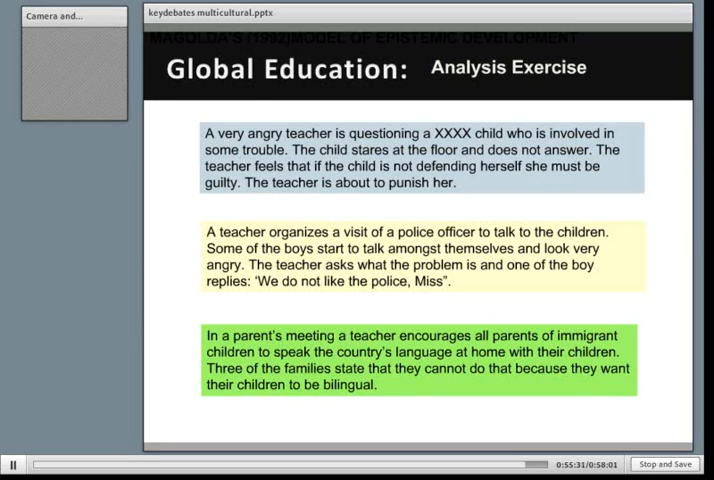 Camera and...
keydebates multicultural.pptx
MAGOLDA'S (1992)MODEL OF EPISTEMIC DEVELOPMENT
Global Education: Analysis Exercise
A very angry teacher is questioning a XXXX child who is involved in
some trouble. The child stares at the floor and does not answer. The
teacher feels that if the child is not defending herself she must be
guilty. The teacher is about to punish her.
A teacher organizes a visit of a police officer to talk to the children.
Some of the boys start to talk amongst themselves and look very
angry. The teacher asks what the problem is and one of the boy
replies: 'We do not like the police, Miss".
In a parent's meeting a teacher encourages all parents of immigrant
children to speak the country's language at home with their children.
Three of the families state that they cannot do that because they want
their children to be bilingual.
0:55:31/0:58:01
Stop and Save